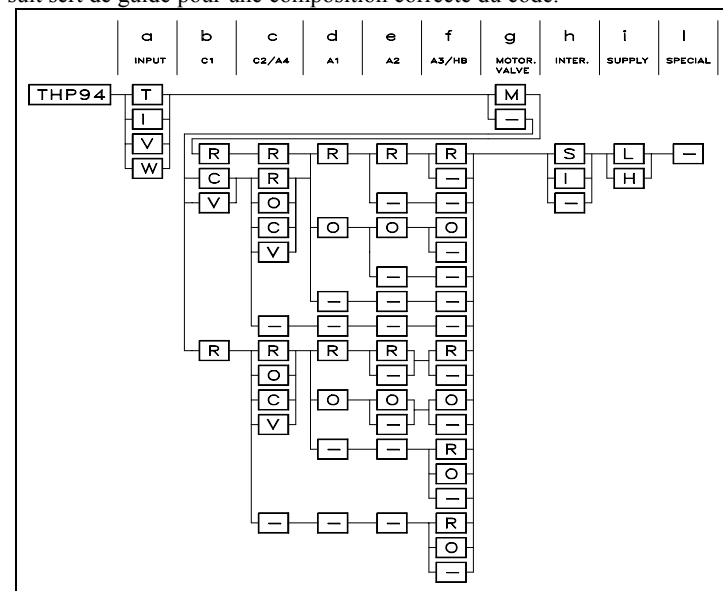 suit sert de guide pour une composition correcte du code.
a b c d e f g h i l
INPUT C1 C2/A4 A1 A2 A3/HB MOTOR. INTER. SUPPLY SPECIAL
VALVE
THP94 T M
I —
V
R R R R R S L —
W
C R — I H
V O — — —
C O O O
V —
— —
— — —
— — — —
R R R R R
O — —
C O O O
V — —
— — R
O
—
— — — R
O
—